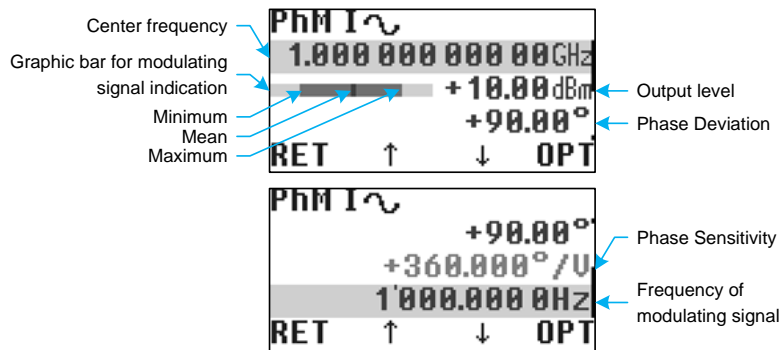 PhM I
Center frequency
1.000 000 000 00GHz
Graphic bar for modulating
signal indication
+10.00dBm
Output level
Minimum
Mean
Maximum
+90.00°
Phase Deviation
RET ↑ ↓ OPT
PhM I
+90.00°
Phase Sensitivity
+360.000°/V
1'000.000 0Hz
Frequency of
modulating signal
RET ↑ ↓ OPT